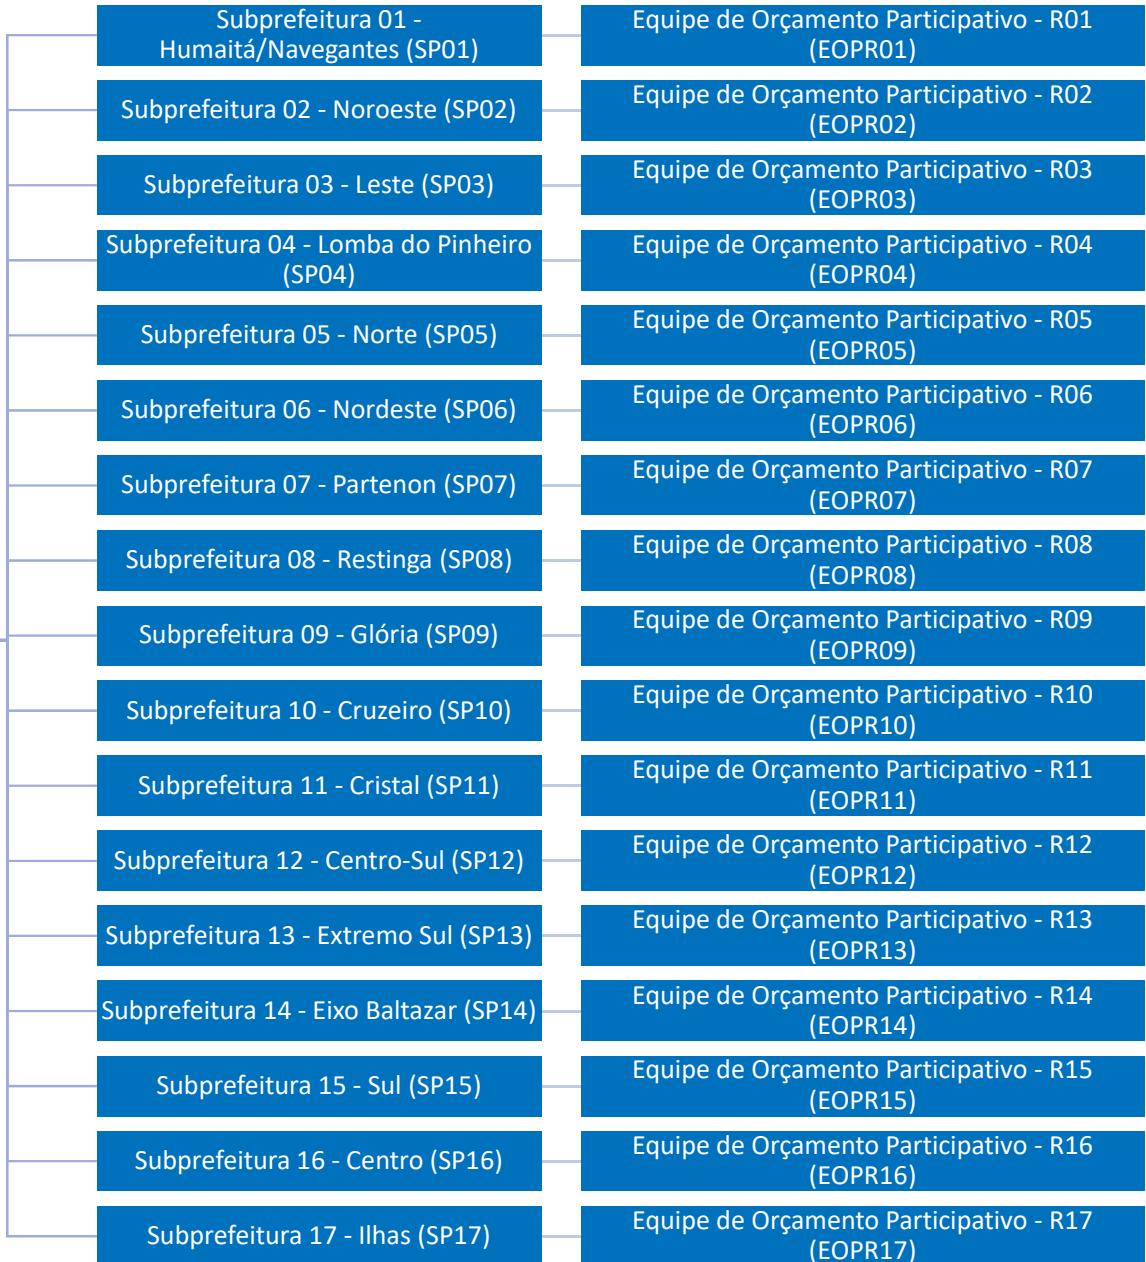 Subprefeitura 01 -
Humaitá/Navegantes (SP01)
Equipe de Orçamento Participativo - R01
(EOPR01)
Subprefeitura 02 - Noroeste (SP02)
Equipe de Orçamento Participativo - R02
(EOPR02)
Subprefeitura 03 - Leste (SP03)
Equipe de Orçamento Participativo - R03
(EOPR03)
Subprefeitura 04 - Lomba do Pinheiro
(SP04)
Equipe de Orçamento Participativo - R04
(EOPR04)
Subprefeitura 05 - Norte (SP05)
Equipe de Orçamento Participativo - R05
(EOPR05)
Subprefeitura 06 - Nordeste (SP06)
Equipe de Orçamento Participativo - R06
(EOPR06)
Subprefeitura 07 - Partenon (SP07)
Equipe de Orçamento Participativo - R07
(EOPR07)
Subprefeitura 08 - Restinga (SP08)
Equipe de Orçamento Participativo - R08
(EOPR08)
Subprefeitura 09 - Glória (SP09)
Equipe de Orçamento Participativo - R09
(EOPR09)
Subprefeitura 10 - Cruzeiro (SP10)
Equipe de Orçamento Participativo - R10
(EOPR10)
Subprefeitura 11 - Cristal (SP11)
Equipe de Orçamento Participativo - R11
(EOPR11)
Subprefeitura 12 - Centro-Sul (SP12)
Equipe de Orçamento Participativo - R12
(EOPR12)
Subprefeitura 13 - Extremo Sul (SP13)
Equipe de Orçamento Participativo - R13
(EOPR13)
Subprefeitura 14 - Eixo Baltazar (SP14)
Equipe de Orçamento Participativo - R14
(EOPR14)
Subprefeitura 15 - Sul (SP15)
Equipe de Orçamento Participativo - R15
(EOPR15)
Subprefeitura 16 - Centro (SP16)
Equipe de Orçamento Participativo - R16
(EOPR16)
Subprefeitura 17 - Ilhas (SP17)
Equipe de Orçamento Participativo - R17
(EOPR17)